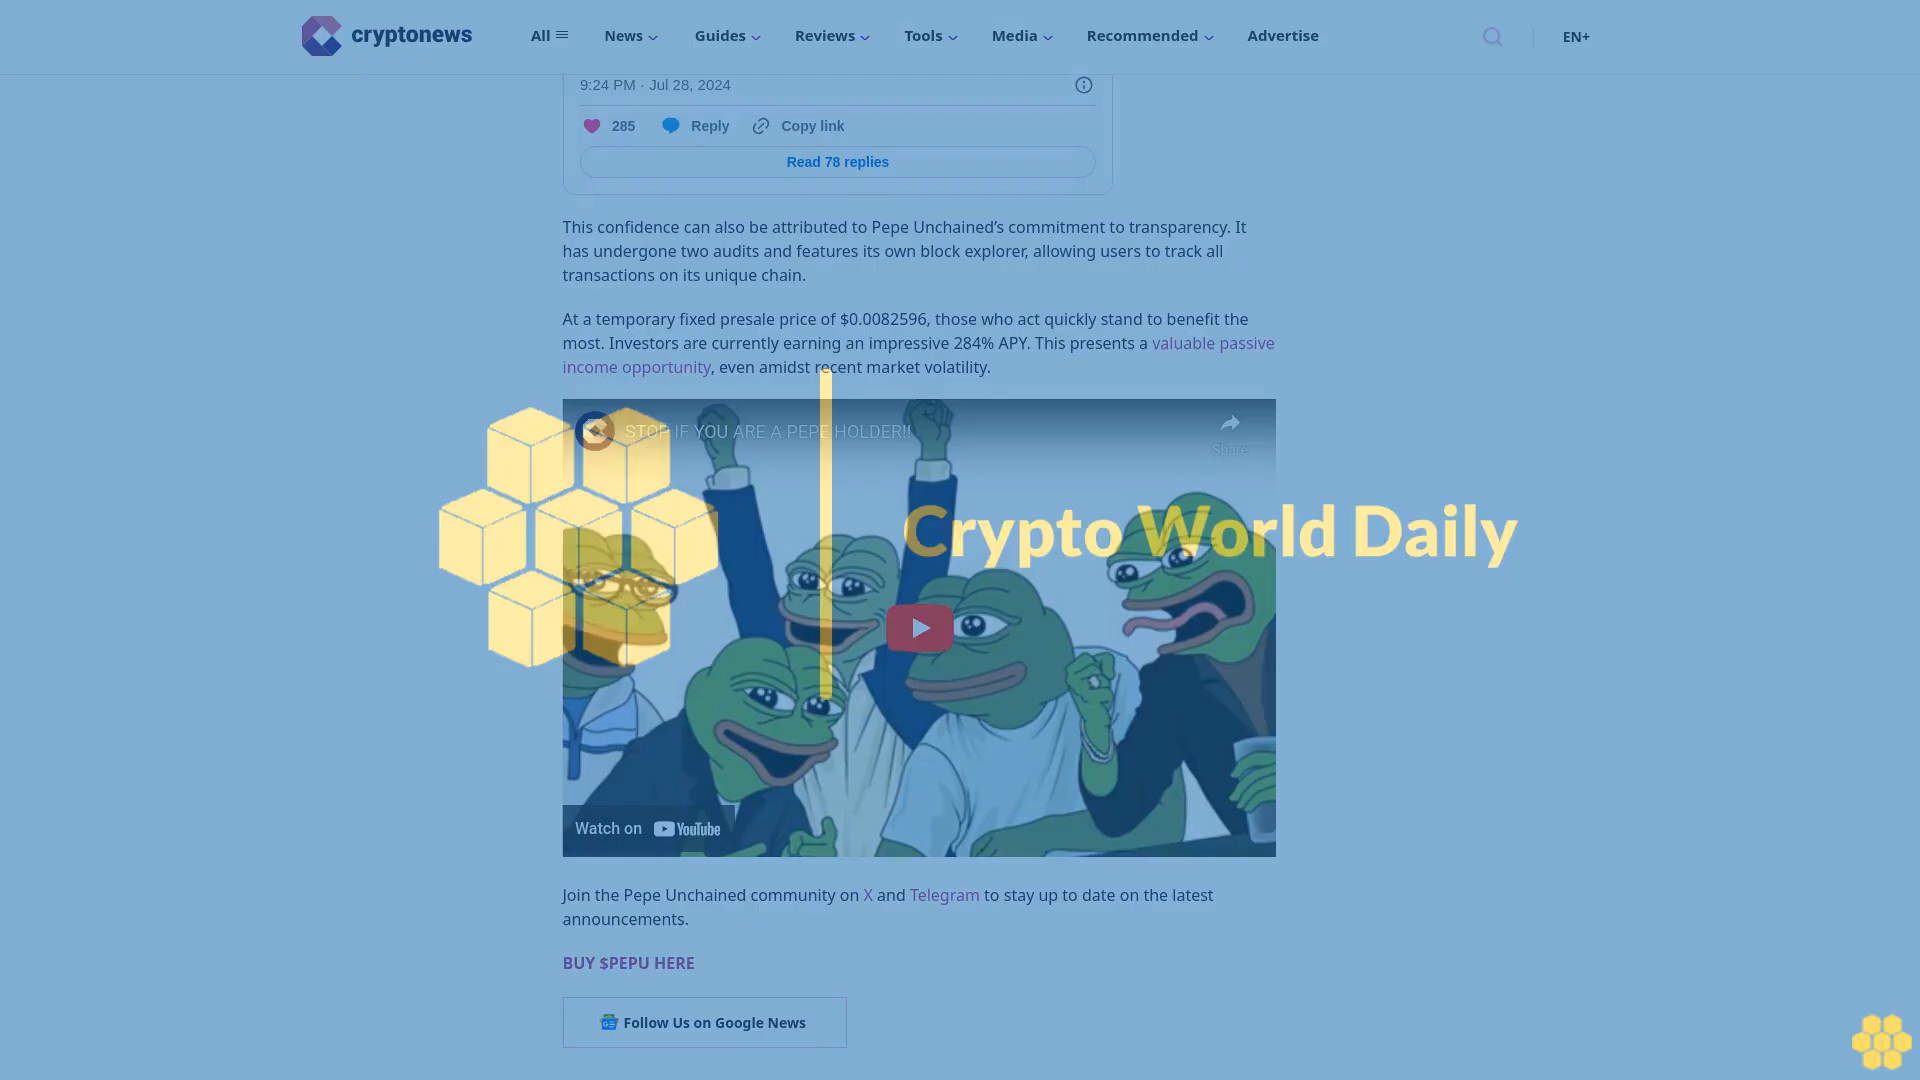 cryptonews
All News Guides Reviews Tools Media Recommended Advertise EN+
9:24 PM · Jul 28, 2024
285 Reply Copy link
Read 78 replies
This confidence can also be attributed to Pepe Unchained’s commitment to transparency. It
has undergone two audits and features its own block explorer, allowing users to track all
transactions on its unique chain.
At a temporary fixed presale price of $0.0082596, those who act quickly stand to benefit the
most. Investors are currently earning an impressive 284% APY. This presents a valuable passive
income opportunity, even amidst recent market volatility.
STOP IF YOU ARE A PEPE HOLDER!!
Share
Crypto World Daily
Watch on YouTube
Join the Pepe Unchained community on X and Telegram to stay up to date on the latest
announcements.
BUY $PEPU HERE
Follow Us on Google News